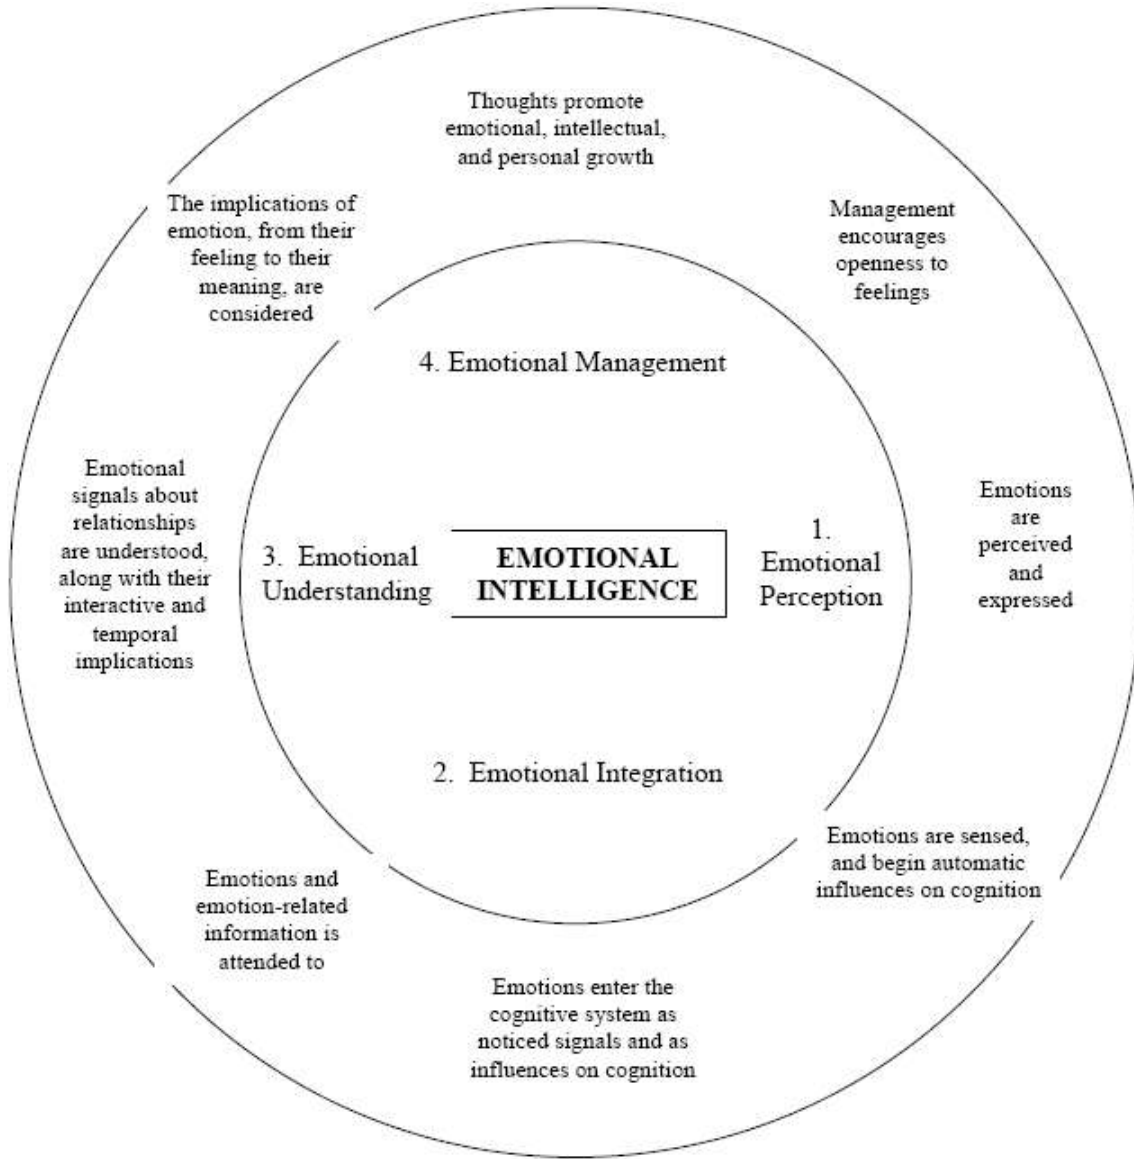 Thoughts promote
emotional, intellectual,
and personal growth
The implications of
emotion, from their
feeling to their
meaning, are
considered
Management
encourages
openness to
feelings
4. Emotional Management
Emotional
signals about
relationships
are understood,
along with their
interactive and
temporal
implications
3. Emotional
Understanding
EMOTIONAL
INTELLIGENCE
1.
Emotional
Perception
Emotions
are
perceived
and
expressed
2. Emotional Integration
Emotions are sensed,
and begin automatic
influences on cognition
Emotions and
emotion-related
information is
attended to
Emotions enter the
cognitive system as
noticed signals and as
influences on cognition